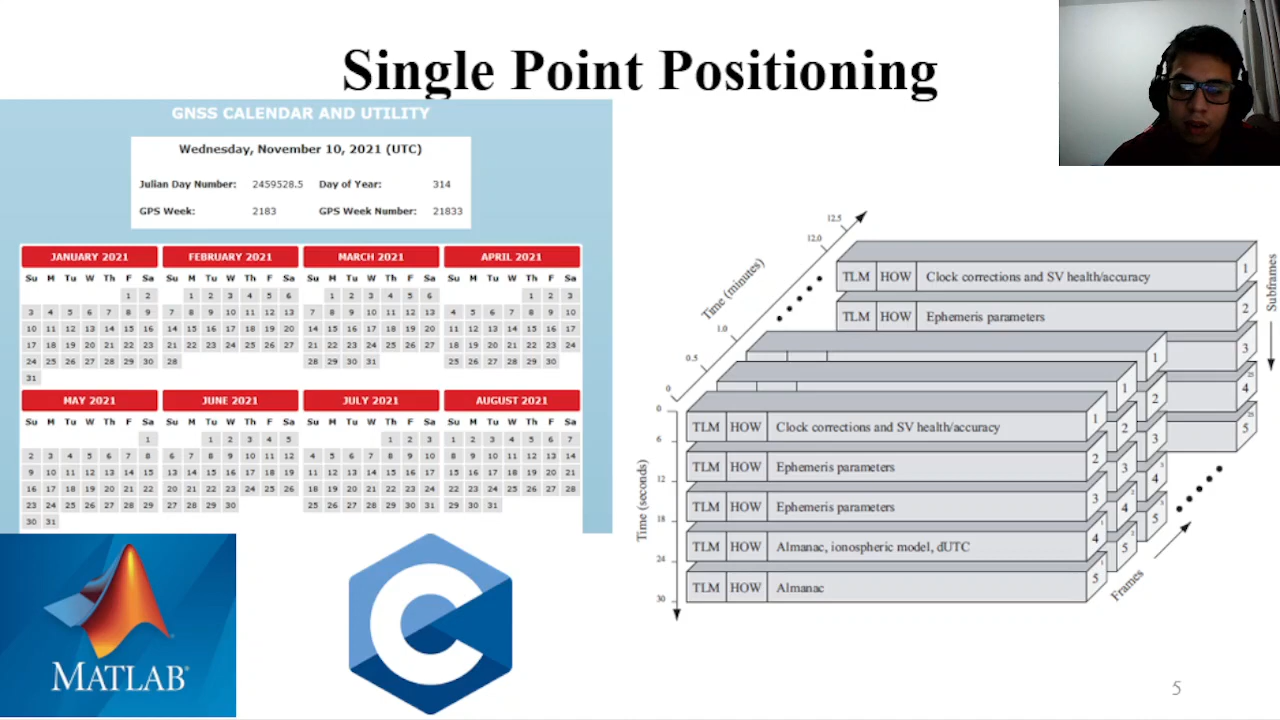 Single Point Positioning
GNSS CALENDAR AND UTILITY
Wednesday, November 10, 2021 (UTC)
Julian Day Number: 2459528.5 Day of Year: 314
GPS Week: 2183 GPS Week Number: 21833
JANUARY 2021 FEBRUARY 2021 MARCH 2021 APRIL 2021
Su M Tu W Th F Sa Su M Tu W Th F Sa Su M Tu W Th F Sa Su M Tu W Th F Sa
1 2 1 2 3 4 5 6 1 2 3 4 5 6 1 2 3
3 4 5 6 7 8 9 7 8 9 10 11 12 13 7 8 9 10 11 12 13 4 5 6 7 8 9 10
10 11 12 13 14 15 16 14 15 16 17 18 19 20 14 15 16 17 18 19 20 11 12 13 14 15 16 17
17 18 19 20 21 22 23 21 22 23 24 25 26 27 21 22 23 24 25 26 27 18 19 20 21 22 23 24
24 25 26 27 28 29 30 28 28 29 30 31 25 26 27 28 29 30
31
MAY 2021 JUNE 2021 JULY 2021 AUGUST 2021
Su M Tu W Th F Sa Su M Tu W Th F Sa Su M Tu W Th F Sa Su M Tu W Th F Sa
1 1 2 3 4 5 1 2 3 1 2 3 4 5 6 7
2 3 4 5 6 7 8 6 7 8 9 10 11 12 4 5 6 7 8 9 10 8 9 10 11 12 13 14
9 10 11 12 13 14 15 13 14 15 16 17 18 19 11 12 13 14 15 16 17 15 16 17 18 19 20 21
16 17 18 19 20 21 22 20 21 22 23 24 25 26 18 19 20 21 22 23 24 22 23 24 25 26 27 28
23 24 25 26 27 28 29 27 28 29 30 25 26 27 28 29 30 31 29 30 31
30 31
MATLAB®
C
Time (minutes)
0 0.5 1.0 12.0 12.5
TLM HOW Clock corrections and SV health/accuracy 1
TLM HOW Ephemeris parameters 2
3
4 25
5 25
Subframes
1
1 2
2 3
3 4
4 5
5
Time (seconds)
0
TLM HOW Clock corrections and SV health/accuracy 1
6
TLM HOW Ephemeris parameters 2
12
TLM HOW Ephemeris parameters 3
18
TLM HOW Almanac, ionospheric model, dUTC 4 1
24
TLM HOW Almanac 5 1
30
Frames
5